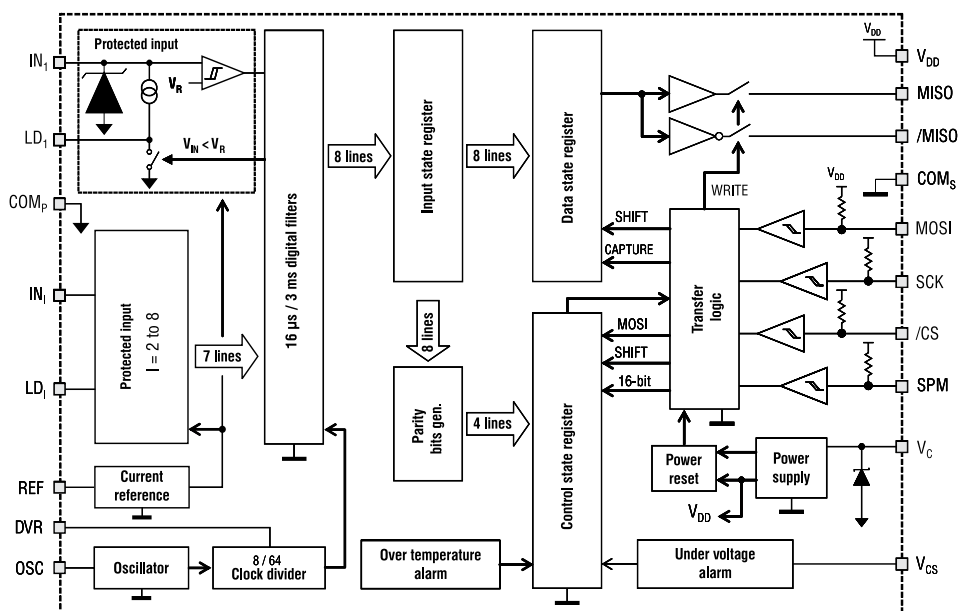 Protected input
IN1
VR
LD1
VIN < VR
COMP
INI
LDI
Protected input
I = 2 to 8
7 lines
REF
Current
reference
DVR
OSC
Oscillator
8 / 64
Clock divider
16 µs / 3 ms digital filters
8 lines
Input state register
8 lines
Data state register
8 lines
Parity
bits gen.
4 lines
Control state register
Over temperature
alarm
Under voltage
alarm
WRITE
SHIFT
CAPTURE
MOSI
SHIFT
16-bit
Transfer
logic
Power
reset
Power
supply
VDD
VDD
VDD
VDD
MISO
/MISO
COMS
MOSI
SCK
/CS
SPM
VC
VCS